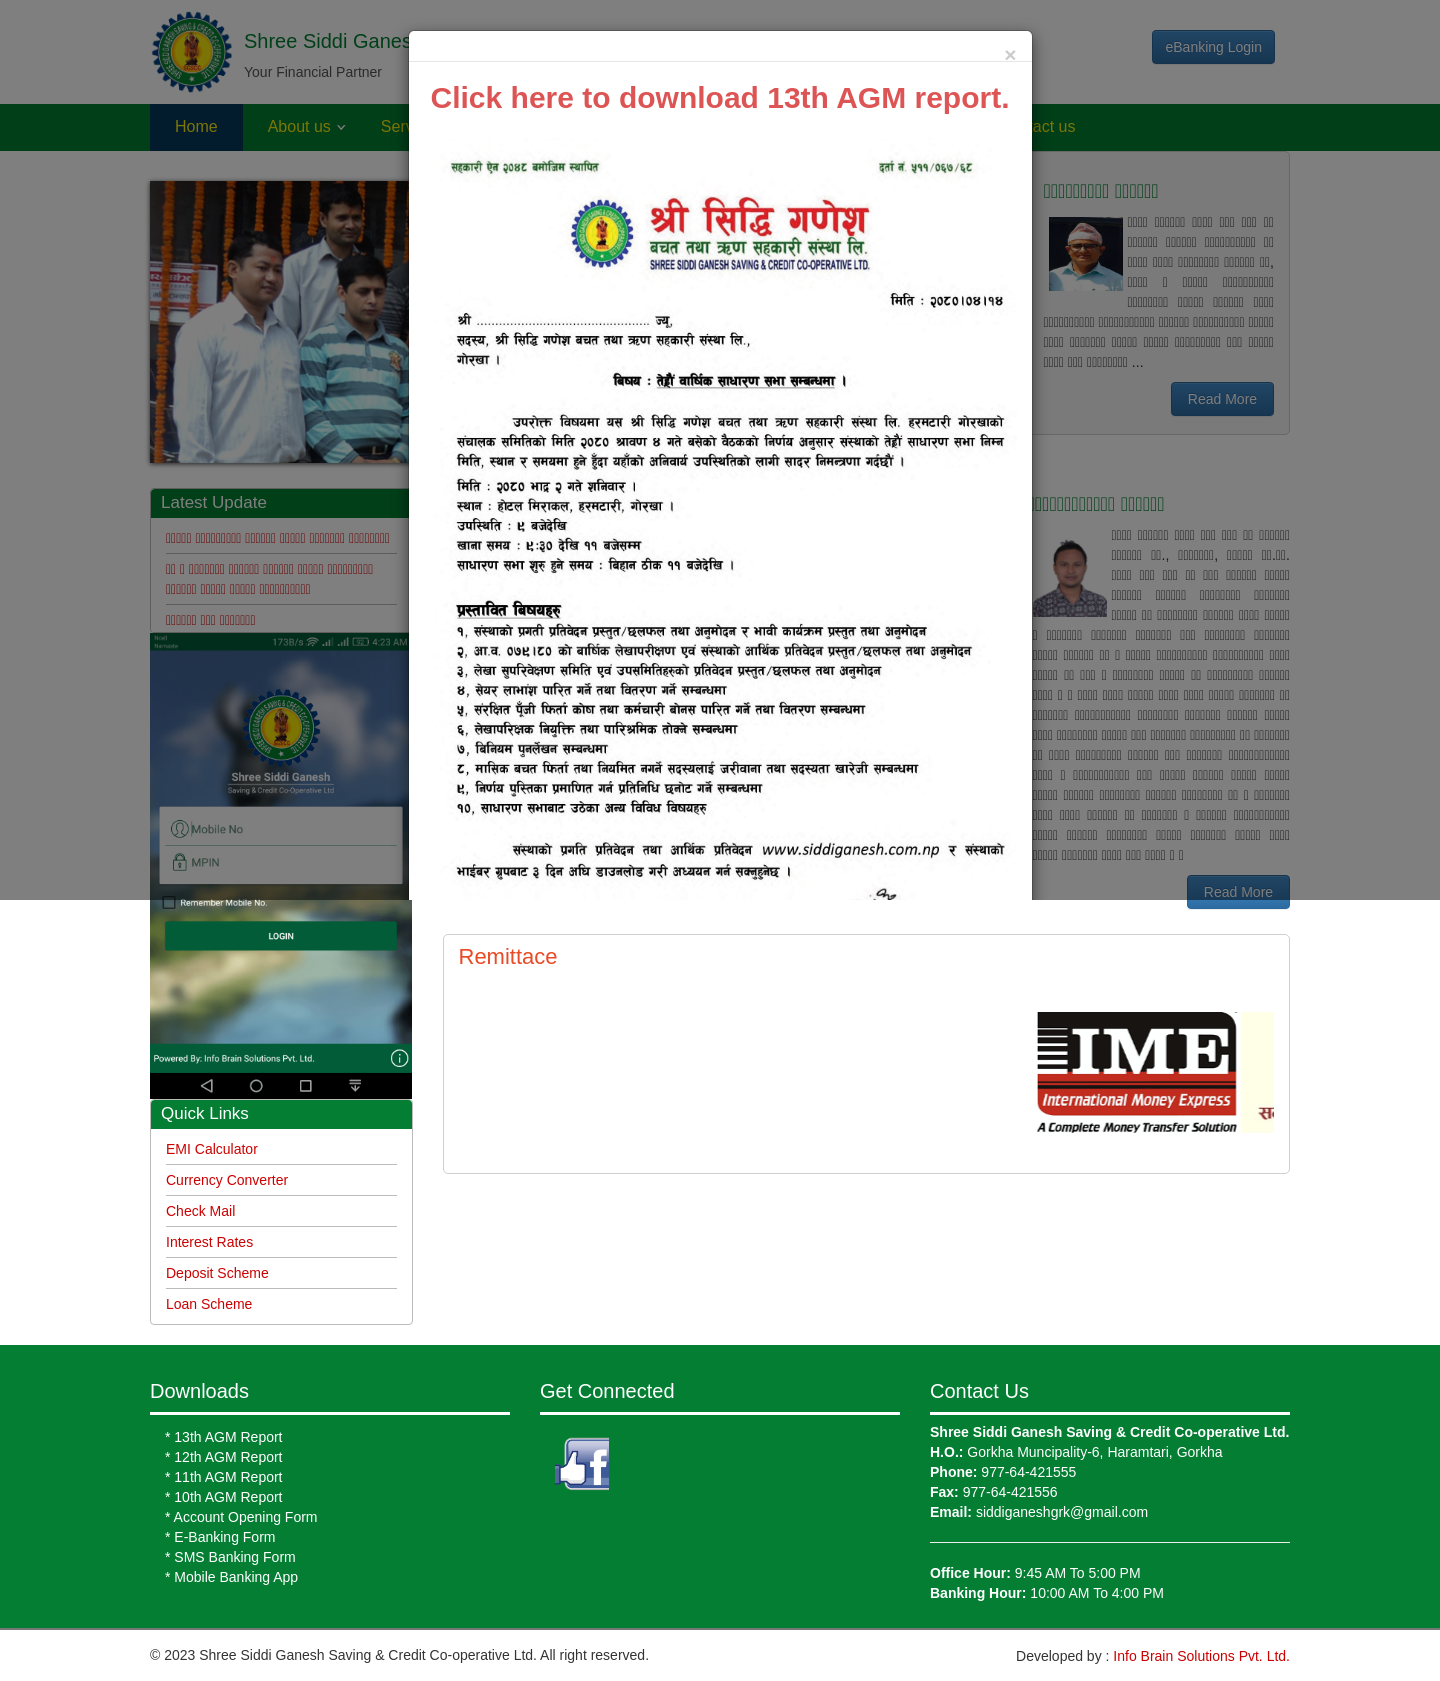 Shree Siddi Ganes
Your Financial Partner
eBanking Login
Home
About us
Ser
act us
×
Click here to download 13th AGM report.
सहकारी ऐन २०४८ बमोजिम स्थापित
दर्ता नं. ५११/०६७/६८
श्री सिद्धि गणेश
बचत तथा ऋण सहकारी संस्था लि.
SHREE SIDDI GANESH SAVING & CREDIT CO-OPERATIVE LTD.
मिति : २०८०।०४।१४
श्री ................................................ ज्यू,
सदस्य, श्री सिद्धि गणेश बचत तथा ऋण सहकारी संस्था लि.,
गोरखा ।
बिषय : तेह्रौं वार्षिक साधारण सभा सम्बन्धमा ।
उपरोक्त विषयमा यस श्री सिद्धि गणेश बचत तथा ऋण सहकारी संस्था लि. हरमटारी गोरखाको
संचालक समितिको मिति २०८० श्रावण ४ गते बसेको बैठकको निर्णय अनुसार संस्थाको तेह्रौं साधारण सभा निम्न
मिति, स्थान र समयमा हुने हुँदा यहाँको अनिवार्य उपस्थितिको लागी सादर निमन्त्रणा गर्दछौं ।
मिति : २०८० भाद्र २ गते शनिवार ।
स्थान : होटल मिराकल, हरमटारी, गोरखा ।
उपस्थिति : ९ बजेदेखि
खाना समय : ९:३० देखि ११ बजेसम्म
साधारण सभा शुरु हुने समय : बिहान ठीक ११ बजेदेखि ।
प्रस्तावित बिषयहरु
१, संस्थाको प्रगती प्रतिवेदन प्रस्तुत/छलफल तथा अनुमोदन र भावी कार्यक्रम प्रस्तुत तथा अनुमोदन
२, आ.व. ०७९।८० को बार्षिक लेखापरीक्षण एवं संस्थाको आर्थिक प्रतिवेदन प्रस्तुत/छलफल तथा अनुमोदन
३, लेखा सुपरिवेक्षण समिति एवं उपसमितिहरुको प्रतिवेदन प्रस्तुत/छलफल तथा अनुमोदन
४, सेयर लाभांश पारित गर्ने तथा वितरण गर्ने सम्बन्धमा
५, संरक्षित पूँजी फिर्ता कोष तथा कर्मचारी बोनस पारित गर्ने तथा वितरण सम्बन्धमा
६, लेखापरिक्षक नियुक्ति तथा पारिश्रमिक तोक्ने सम्बन्धमा
७, बिनियम पुनर्लेखन सम्बन्धमा
८, मासिक बचत फिर्ता तथा नियमित नगर्ने सदस्यलाई जरीवाना तथा सदस्यता खारेजी सम्बन्धमा
९, निर्णय पुस्तिका प्रमाणित गर्न प्रतिनिधि छनोट गर्ने सम्बन्धमा
१०, साधारण सभाबाट उठेका अन्य विविध विषयहरु
संस्थाको प्रगति प्रतिवेदन तथा आर्थिक प्रतिवेदन www.siddiganesh.com.np र संस्थाको
भाईबर ग्रुपबाट ३ दिन अघि डाउनलोड गरी अध्ययन गर्न सक्नुहुनेछ ।
Read More
Read More
Latest Update
Ncell
Namaste
173B/s
4:23 AM
Shree Siddi Ganesh
Saving & Credit Co-Operative Ltd
Mobile No
MPIN
Remember Mobile No.
LOGIN
Powered By: Info Brain Solutions Pvt. Ltd.
Remittace
IME
International Money Express
A Complete Money Transfer Solution
Quick Links
EMI Calculator
Currency Converter
Check Mail
Interest Rates
Deposit Scheme
Loan Scheme
Downloads
* 13th AGM Report
* 12th AGM Report
* 11th AGM Report
* 10th AGM Report
* Account Opening Form
* E-Banking Form
* SMS Banking Form
* Mobile Banking App
Get Connected
Contact Us
Shree Siddi Ganesh Saving & Credit Co-operative Ltd.
H.O.: Gorkha Muncipality-6, Haramtari, Gorkha
Phone: 977-64-421555
Fax: 977-64-421556
Email: siddiganeshgrk@gmail.com
Office Hour: 9:45 AM To 5:00 PM
Banking Hour: 10:00 AM To 4:00 PM
© 2023 Shree Siddi Ganesh Saving & Credit Co-operative Ltd. All right reserved.
Developed by : Info Brain Solutions Pvt. Ltd.